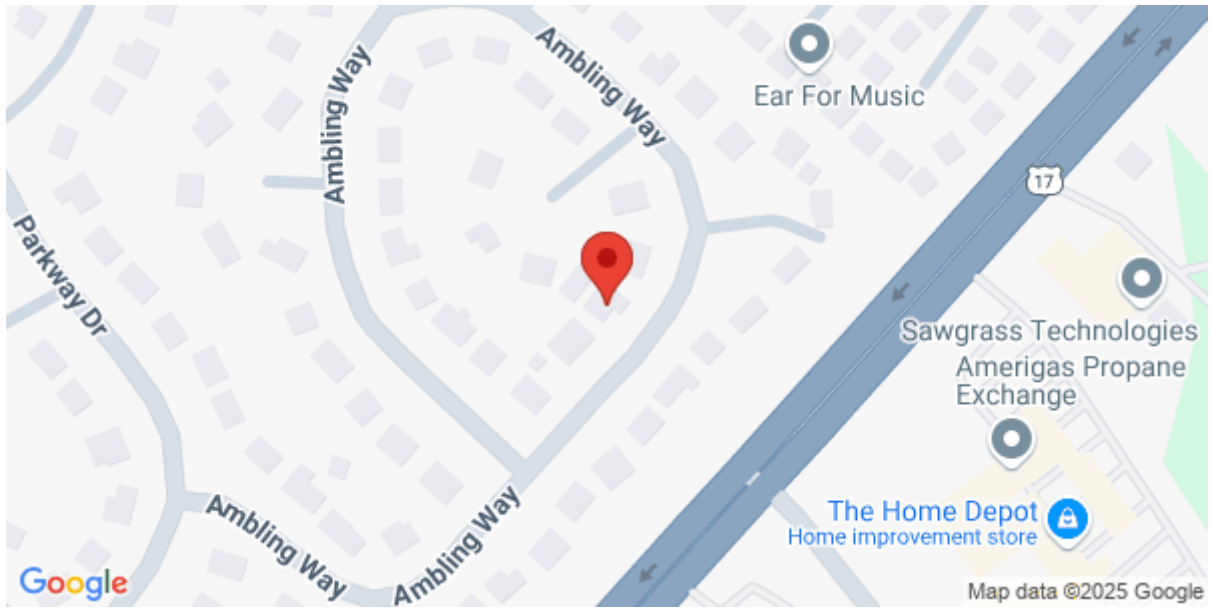 Ambling Way
Ear For Music
Ambling Way
17
Parkway Dr
Sawgrass Technologies
Amerigas Propane
Exchange
The Home Depot
Home improvement store
Ambling Way
Ambling Way
Google
Map data ©2025 Google